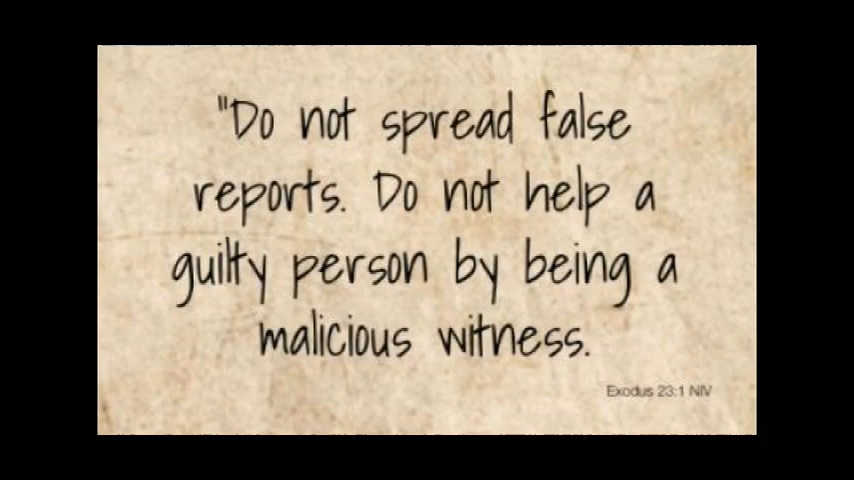 "Do not spread false
reports. Do not help a
guilty person by being a
malicious witness.
Exodus 23:1 NIV